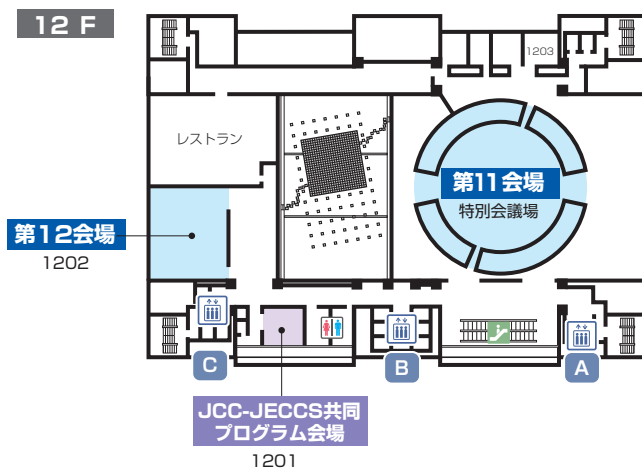 12 F
1203
レストラン
第11会場
特別会議場
第12会場
1202
C
B
A
JCC-JECCS共同
プログラム会場
1201